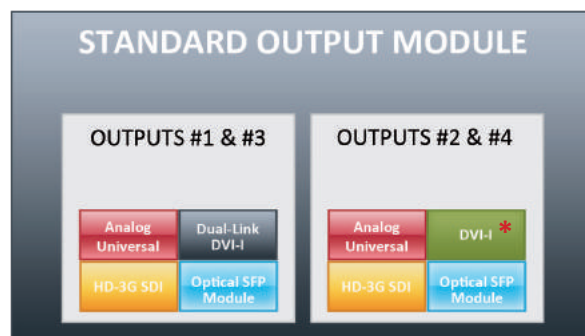 STANDARD OUTPUT MODULE
OUTPUTS #1 & #3
Analog
Universal
Dual-Link
DVI-I
HD-3G SDI
Optical SFP
Module
OUTPUTS #2 & #4
Analog
Universal
DVI-I *
HD-3G SDI
Optical SFP
Module